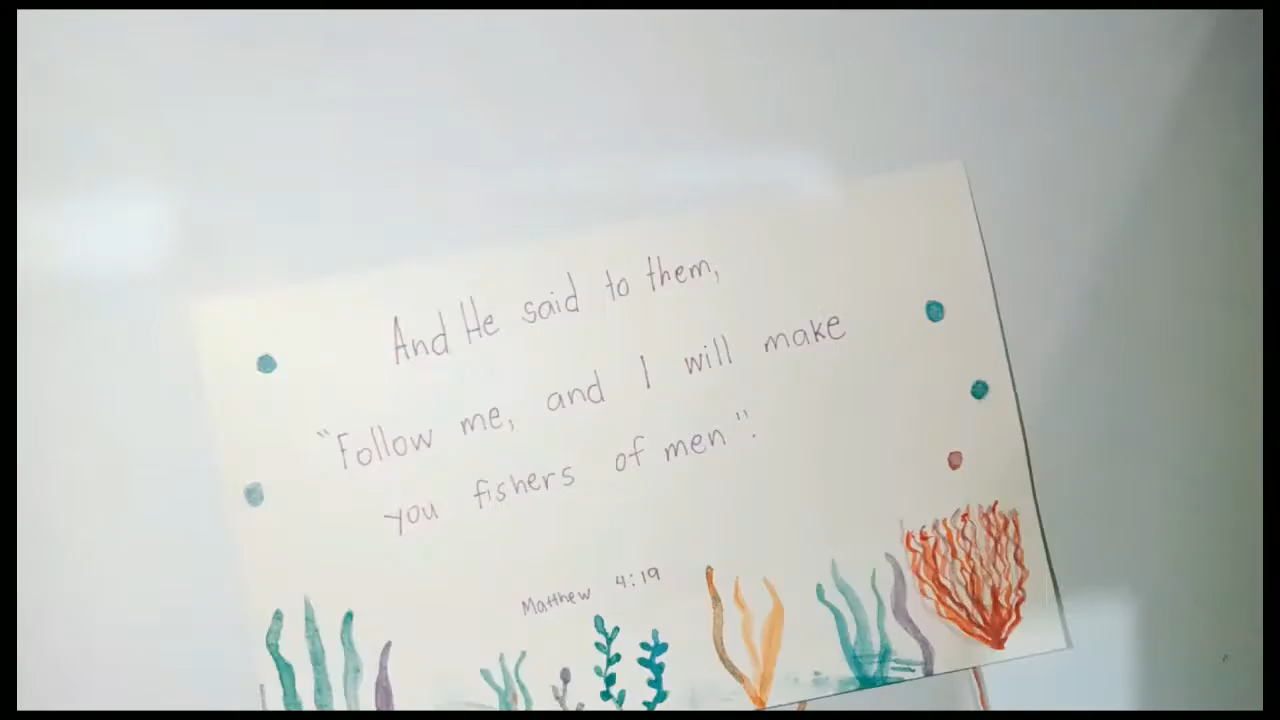 And He said to them,
"Follow me, and I will make
you fishers of men".
Matthew 4:19